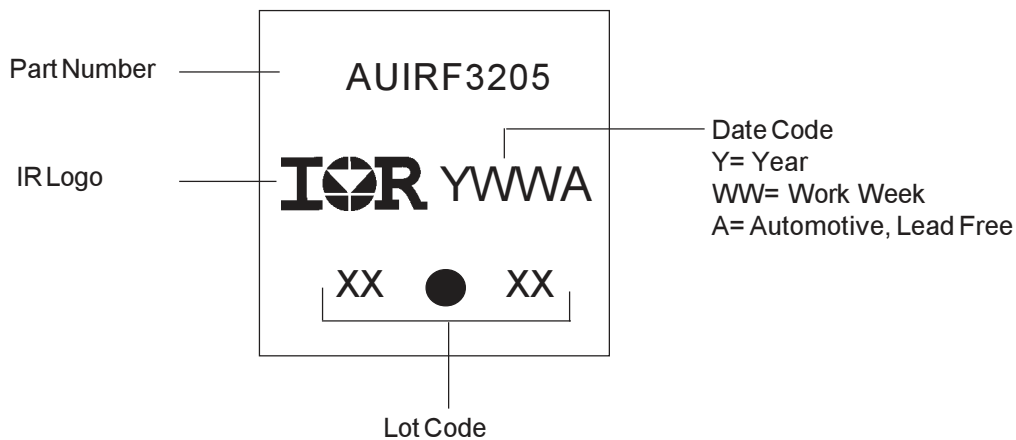 Part Number
AUIRF3205
IR Logo
IOR YWWA
Date Code
Y= Year
WW= Work Week
A= Automotive, Lead Free
XX XX
Lot Code